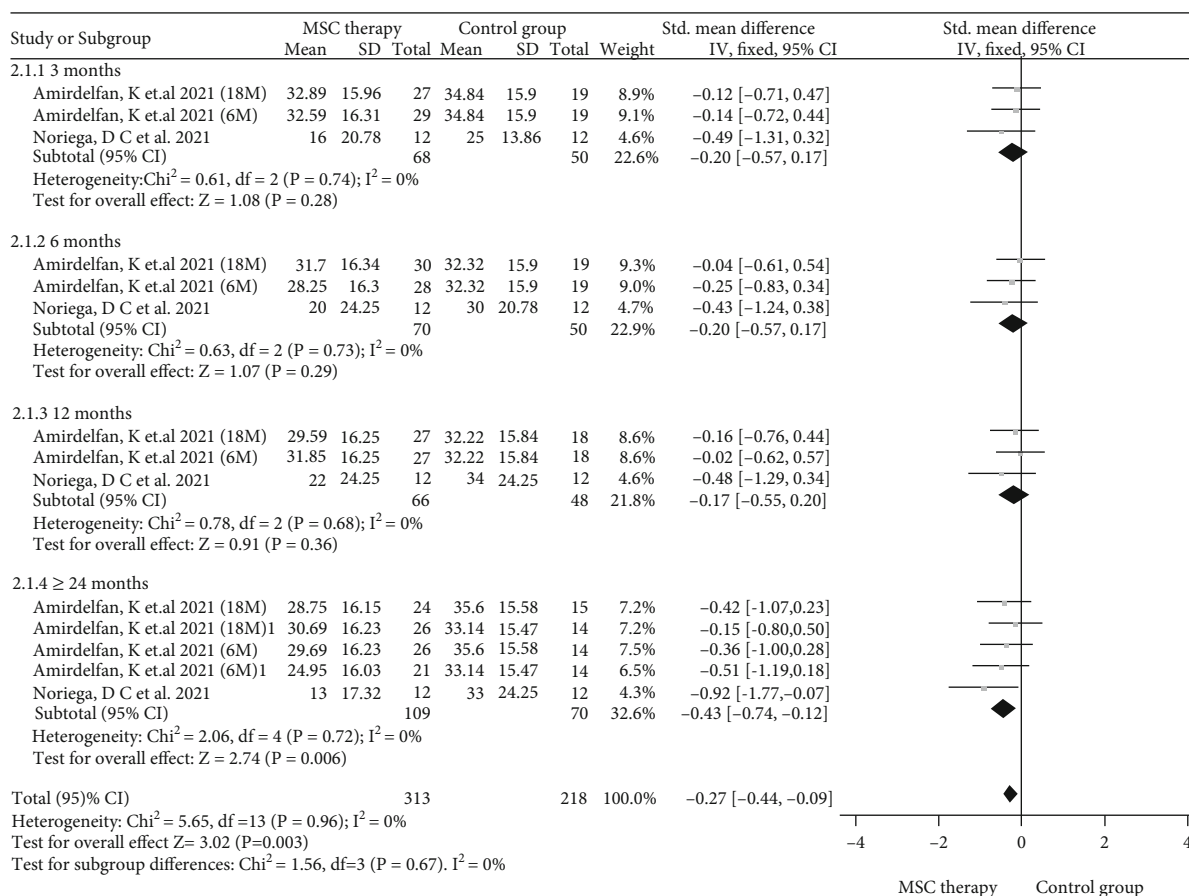 Study or Subgroup MSC therapy Control group Std. mean difference Std. mean difference
Mean SD Total Mean SD Total Weight IV, fixed, 95% CI IV, fixed, 95% CI
2.1.1 3 months
Amirdelfan, K et.al 2021 (18M) 32.89 15.96 27 34.84 15.9 19 8.9% –0.12 [–0.71, 0.47]
Amirdelfan, K et.al 2021 (6M) 32.59 16.31 29 34.84 15.9 19 9.1% –0.14 [–0.72, 0.44]
Noriega, D C et al. 2021 16 20.78 12 25 13.86 12 4.6% –0.49 [–1.31, 0.32]
Subtotal (95% CI) 68 50 22.6% –0.20 [–0.57, 0.17]
Heterogeneity:Chi² = 0.61, df = 2 (P = 0.74); I² = 0%
Test for overall effect: Z = 1.08 (P = 0.28)
2.1.2 6 months
Amirdelfan, K et.al 2021 (18M) 31.7 16.34 30 32.32 15.9 19 9.3% –0.04 [–0.61, 0.54]
Amirdelfan, K et.al 2021 (6M) 28.25 16.3 28 32.32 15.9 19 9.0% –0.25 [–0.83, 0.34]
Noriega, D C et al. 2021 20 24.25 12 30 20.78 12 4.7% –0.43 [–1.24, 0.38]
Subtotal (95% CI) 70 50 22.9% –0.20 [–0.57, 0.17]
Heterogeneity: Chi² = 0.63, df = 2 (P = 0.73); I² = 0%
Test for overall effect: Z = 1.07 (P = 0.29)
2.1.3 12 months
Amirdelfan, K et.al 2021 (18M) 29.59 16.25 27 32.22 15.84 18 8.6% –0.16 [–0.76, 0.44]
Amirdelfan, K et.al 2021 (6M) 31.85 16.25 27 32.22 15.84 18 8.6% –0.02 [–0.62, 0.57]
Noriega, D C et al. 2021 22 24.25 12 34 24.25 12 4.6% –0.48 [–1.29, 0.34]
Subtotal (95% CI) 66 48 21.8% –0.17 [–0.55, 0.20]
Heterogeneity: Chi² = 0.78, df = 2 (P = 0.68); I² = 0%
Test for overall effect: Z = 0.91 (P = 0.36)
2.1.4 ≥ 24 months
Amirdelfan, K et.al 2021 (18M) 28.75 16.15 24 35.6 15.58 15 7.2% –0.42 [-1.07,0.23]
Amirdelfan, K et.al 2021 (18M)1 30.69 16.23 26 33.14 15.47 14 7.2% –0.15 [-0.80,0.50]
Amirdelfan, K et.al 2021 (6M) 29.69 16.23 26 35.6 15.58 14 7.5% –0.36 [-1.00,0.28]
Amirdelfan, K et.al 2021 (6M)1 24.95 16.03 21 33.14 15.47 14 6.5% –0.51 [-1.19,0.18]
Noriega, D C et al. 2021 13 17.32 12 33 24.25 12 4.3% –0.92 [-1.77,-0.07]
Subtotal (95% CI) 109 70 32.6% –0.43 [–0.74, –0.12]
Heterogeneity: Chi² = 2.06, df = 4 (P = 0.72); I² = 0%
Test for overall effect: Z = 2.74 (P = 0.006)
Total (95)% CI) 313 218 100.0% –0.27 [–0.44, –0.09]
Heterogeneity: Chi² = 5.65, df =13 (P = 0.96); I² = 0%
Test for overall effect Z= 3.02 (P=0.003)
Test for subgroup differences: Chi² = 1.56, df=3 (P = 0.67). I² = 0%
–4 –2 0 2 4
MSC therapy Control group